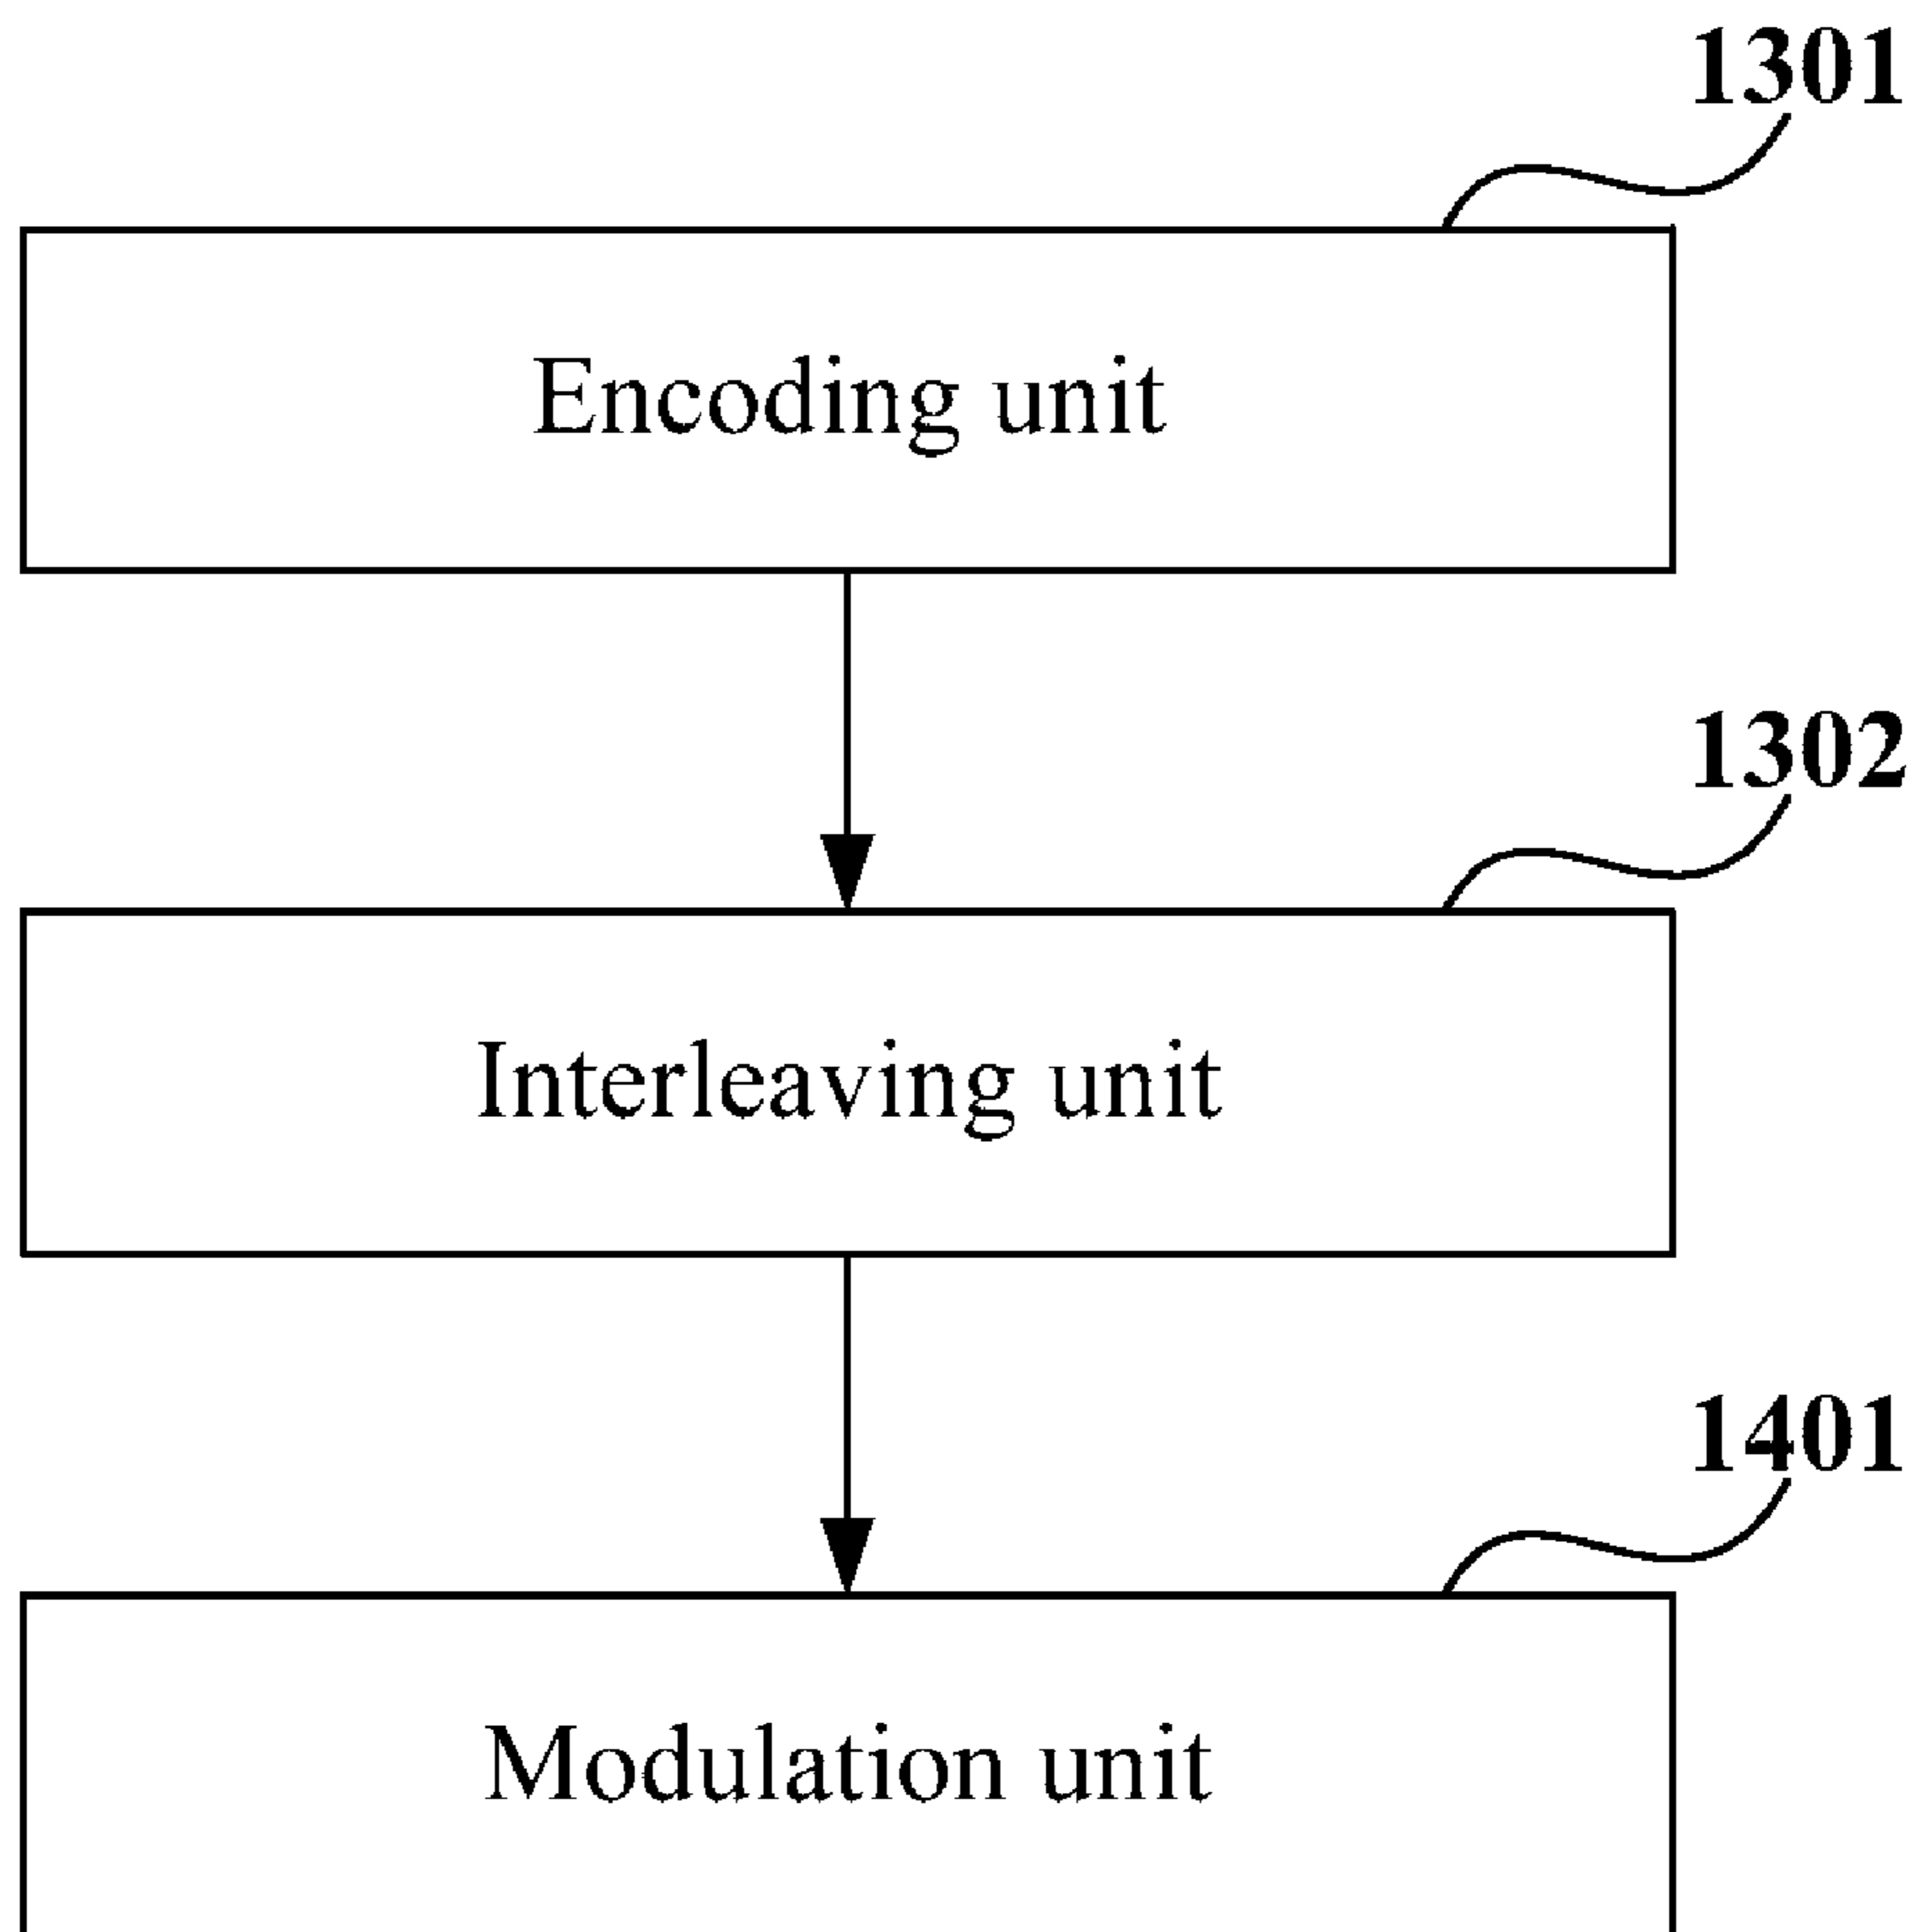 1301
Encoding unit
1302
Interleaving unit
1401
Modulation unit